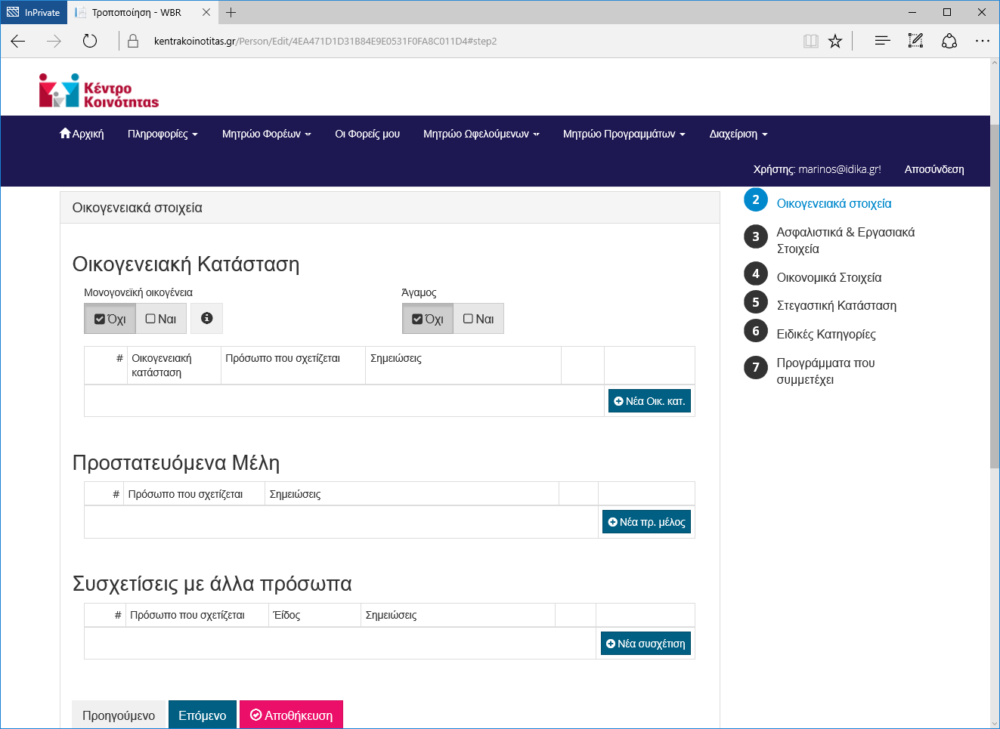 InPrivate
Τροποποίηση - WBR
kentrakoinotitas.gr/Person/Edit/4EA471D1D31B84E9E0531F0FA8C011D4#step2
Κέντρο
Κοινότητας
Αρχική Πληροφορίες Μητρώο Φορέων Οι Φορείς μου Μητρώο Ωφελούμενων Μητρώο Προγραμμάτων Διαχείριση
Χρήστης: marinos@idika.gr! Αποσύνδεση
Οικογενειακά στοιχεία
Οικογενειακή Κατάσταση
Μονογονεϊκή οικογένεια Άγαμος
Όχι Ναι Όχι Ναι
# Οικογενειακή κατάσταση Πρόσωπο που σχετίζεται Σημειώσεις
Νέα Οικ. κατ.
Προστατευόμενα Μέλη
# Πρόσωπο που σχετίζεται Σημειώσεις
Νέα πρ. μέλος
Συσχετίσεις με άλλα πρόσωπα
# Πρόσωπο που σχετίζεται Είδος Σημειώσεις
Νέα συσχέτιση
Προηγούμενο Επόμενο Αποθήκευση
2 Οικογενειακά στοιχεία
3 Ασφαλιστικά & Εργασιακά
Στοιχεία
4 Οικονομικά Στοιχεία
5 Στεγαστική Κατάσταση
6 Ειδικές Κατηγορίες
7 Προγράμματα που
συμμετέχει